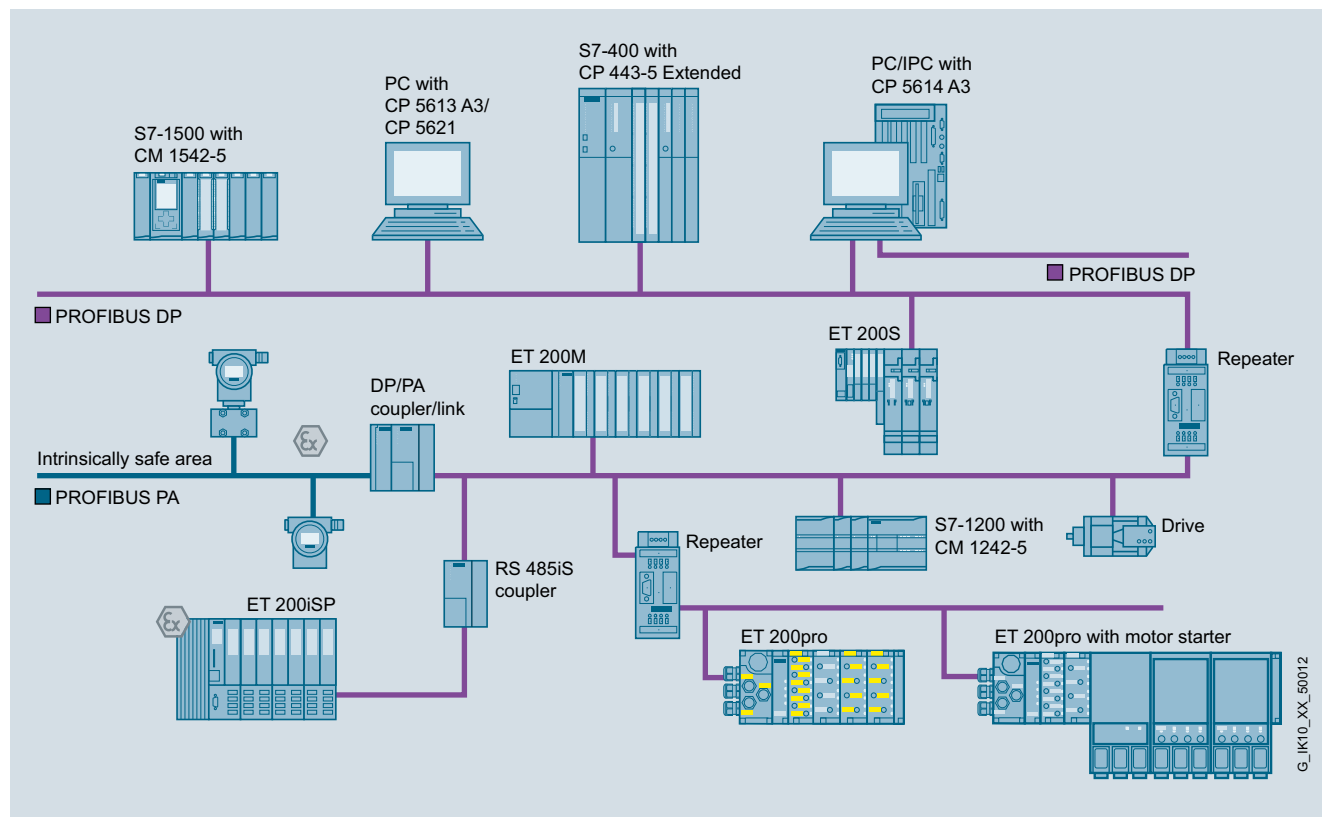 S7-400 with
CP 443-5 Extended
PC/IPC with
CP 5614 A3
PC with
CP 5613 A3/
CP 5621
S7-1500 with
CM 1542-5
PROFIBUS DP
PROFIBUS DP
ET 200S
ET 200M
Repeater
DP/PA
coupler/link
Ex
Intrinsically safe area
PROFIBUS PA
S7-1200 with
CM 1242-5
Drive
Repeater
RS 485iS
coupler
ET 200iSP
Ex
ET 200pro
ET 200pro with motor starter
G_IK10_XX_50012